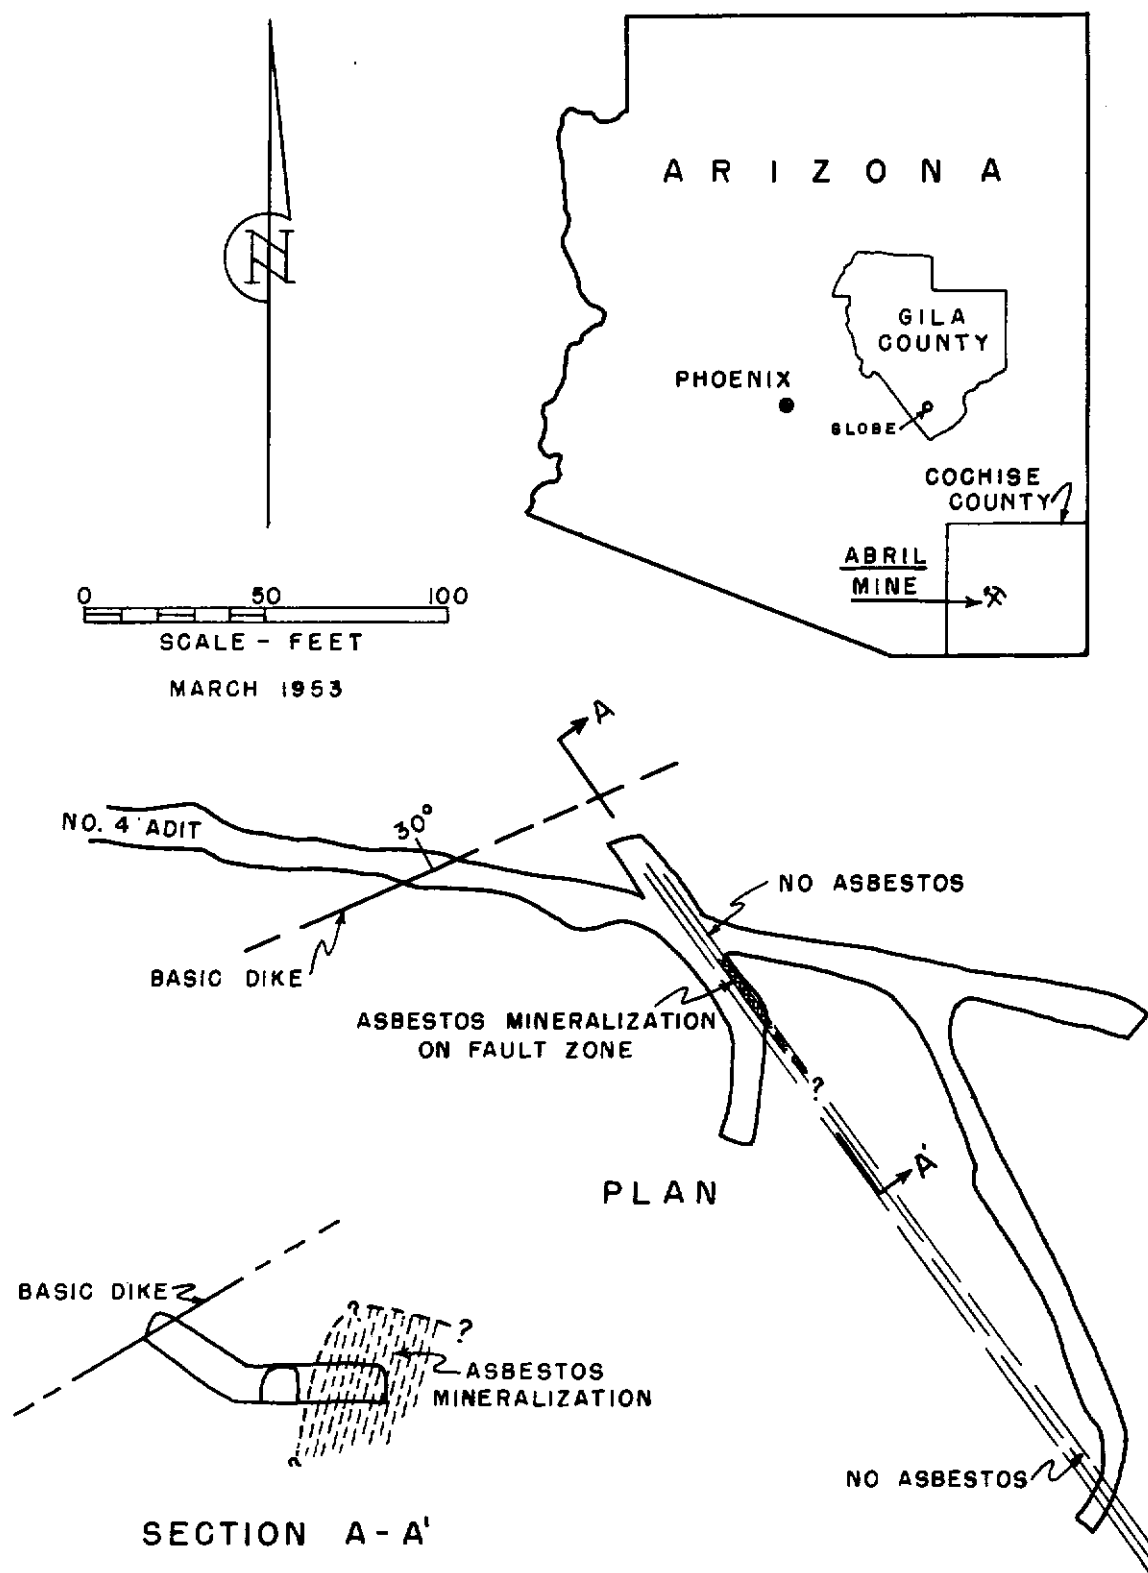 N
ARIZONA
GILA
COUNTY
PHOENIX
GLOBE
COCHISE
COUNTY
ABRIL
MINE
0 50 100
SCALE - FEET
MARCH 1953
A
NO. 4 ADIT
30°
NO ASBESTOS
BASIC DIKE
ASBESTOS MINERALIZATION
ON FAULT ZONE
?
A'
PLAN
BASIC DIKE
? ?
ASBESTOS
MINERALIZATION
?
NO ASBESTOS
SECTION A-A'